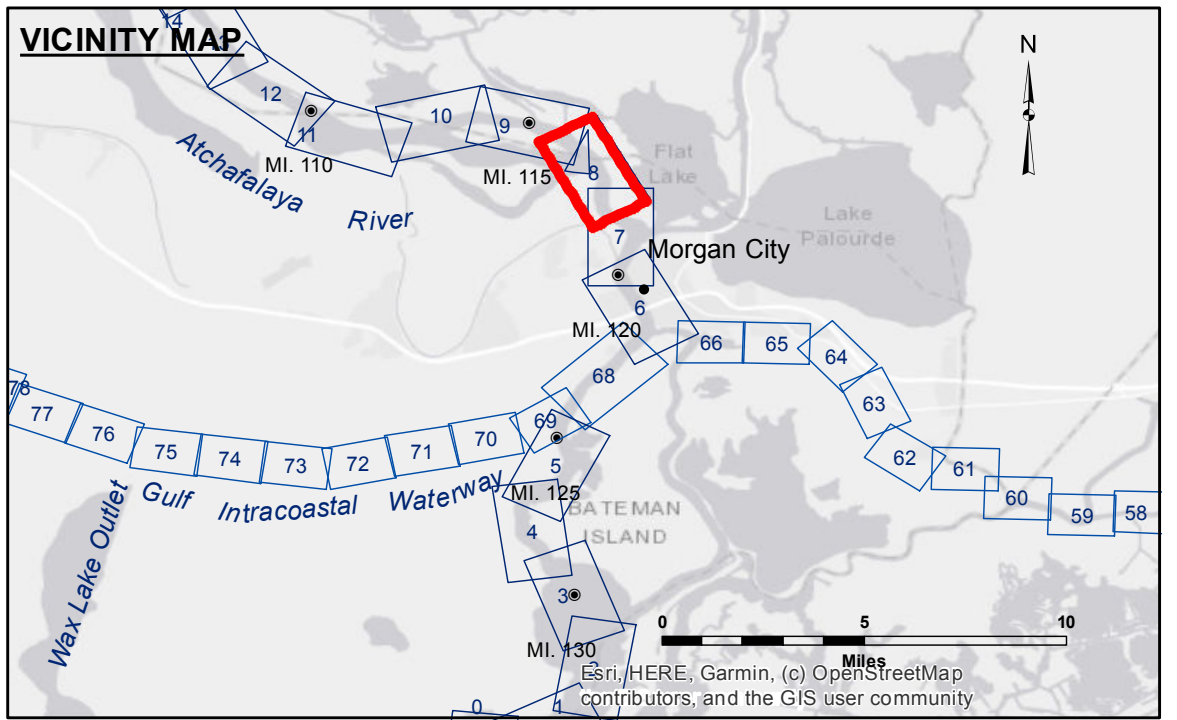 14
13
VICINITY MAP
N
12
11
MI. 110
10
9
MI. 115
8
Flat
Lake
Atchafalaya
River
Lake
Palourde
7
Morgan City
6
MI. 120
66
65
64
63
62
61
60
59
58
68
69
78
77
76
75
74
73
72
71
70
5
MI. 125
Gulf Intracoastal Waterway
Wax Lake Outlet
BATEMAN
ISLAND
4
3
MI. 130
2
0 5 10
Miles
Esri, HERE, Garmin, (c) OpenStreetMap
contributors, and the GIS user community
0
1